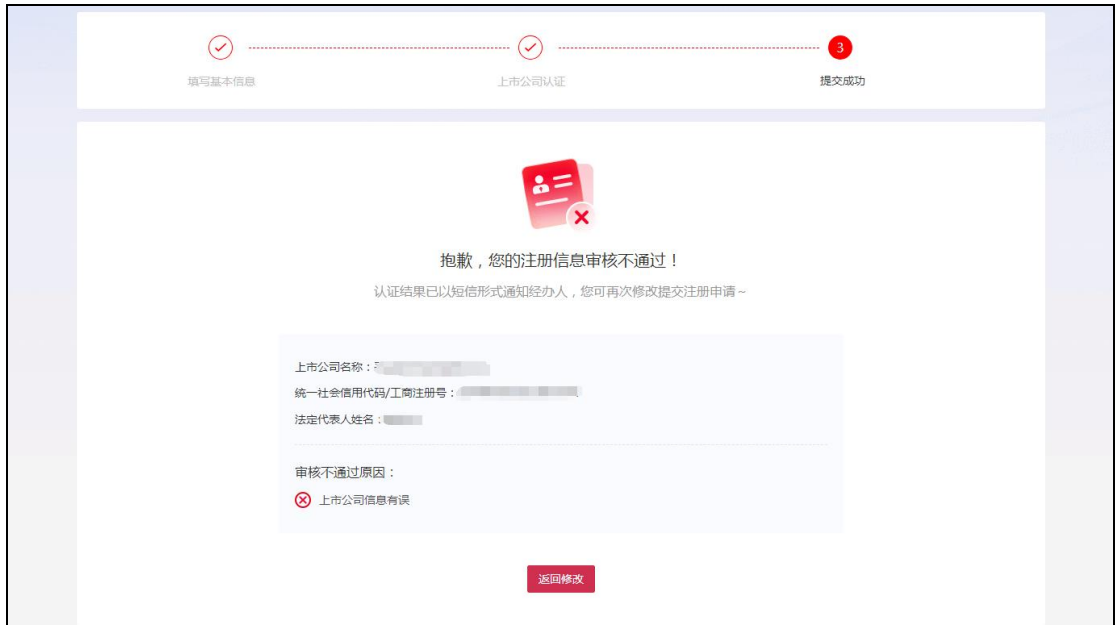 3
填写基本信息
上市公司认证
提交成功
抱歉，您的注册信息审核不通过！
认证结果已以短信形式通知经办人，您可再次修改提交注册申请～
上市公司名称：
统一社会信用代码/工商注册号：
法定代表人姓名：
审核不通过原因：
上市公司信息有误
返回修改